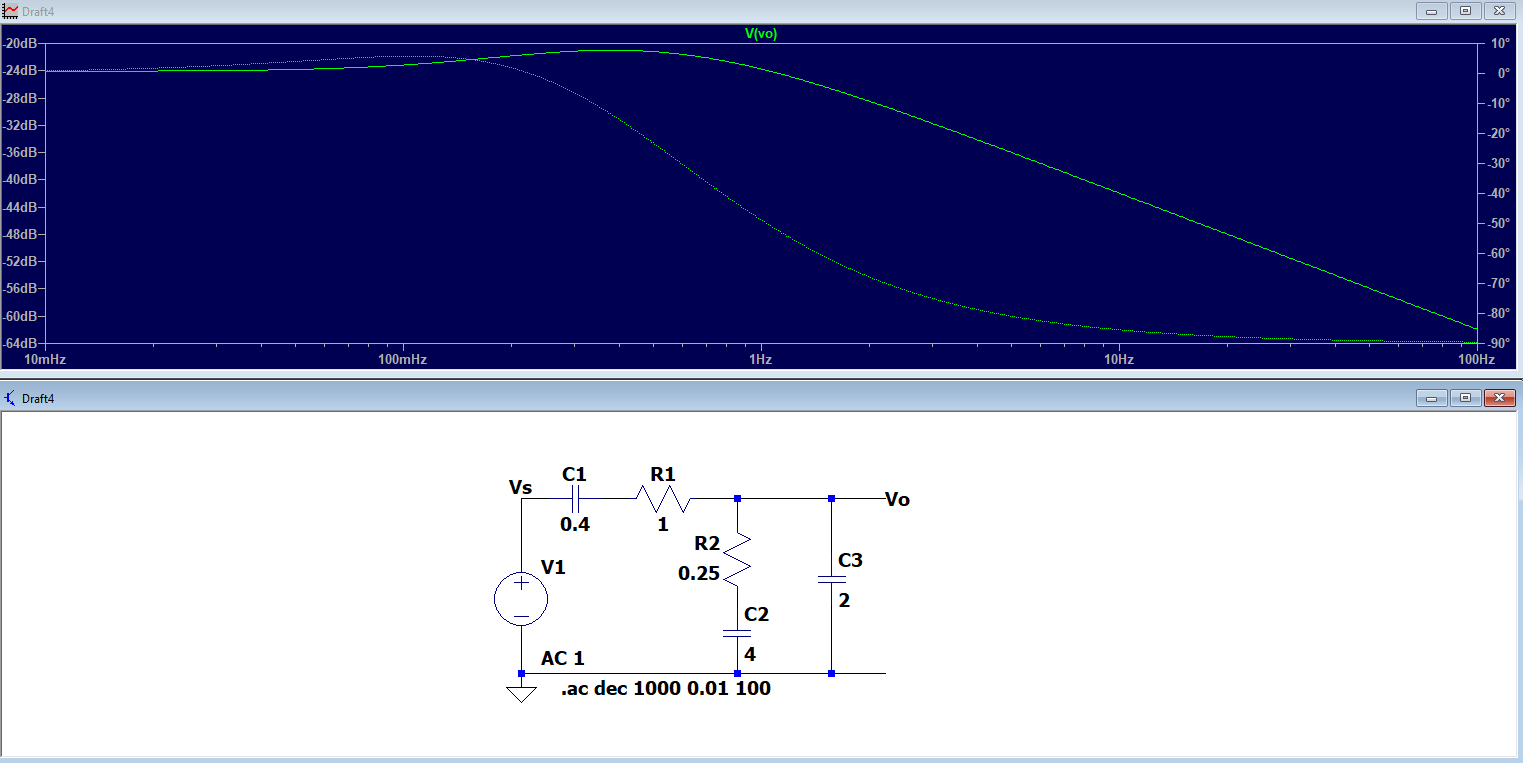 Draft4
V(vo)
-20dB 10°
-24dB 0°
-28dB -10°
-32dB -20°
-36dB -30°
-40dB -40°
-44dB -50°
-48dB -60°
-52dB -70°
-56dB -80°
-60dB -90°
-64dB
10mHz 100mHz 1Hz 10Hz 100Hz
Draft4
C1 R1
Vs Vo
0.4 1
R2
C3
V1 0.25
2
C2
4
AC 1
.ac dec 1000 0.01 100